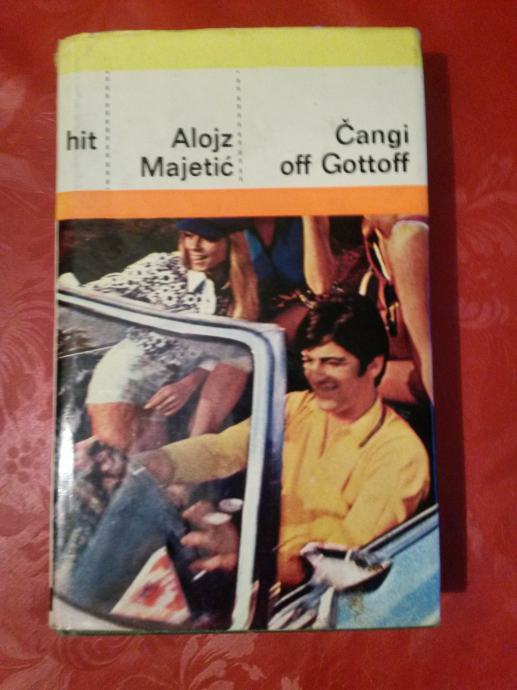 hit
Alojz
Majetić
Čangi
off Gottoff